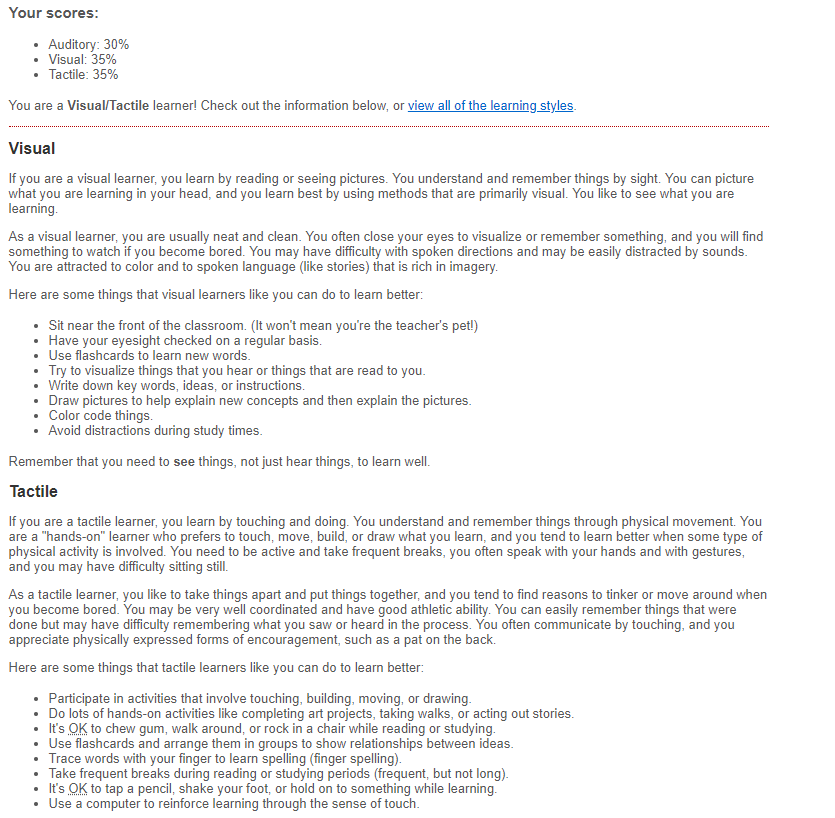 Your scores:
• Auditory: 30%
• Visual: 35%
• Tactile: 35%
You are a Visual/Tactile learner! Check out the information below, or view all of the learning styles.
Visual
If you are a visual learner, you learn by reading or seeing pictures. You understand and remember things by sight. You can picture
what you are learning in your head, and you learn best by using methods that are primarily visual. You like to see what you are
learning.
As a visual learner, you are usually neat and clean. You often close your eyes to visualize or remember something, and you will find
something to watch if you become bored. You may have difficulty with spoken directions and may be easily distracted by sounds.
You are attracted to color and to spoken language (like stories) that is rich in imagery.
Here are some things that visual learners like you can do to learn better:
• Sit near the front of the classroom. (It won't mean you're the teacher's pet!)
• Have your eyesight checked on a regular basis.
• Use flashcards to learn new words.
• Try to visualize things that you hear or things that are read to you.
• Write down key words, ideas, or instructions.
• Draw pictures to help explain new concepts and then explain the pictures.
• Color code things.
• Avoid distractions during study times.
Remember that you need to see things, not just hear things, to learn well.
Tactile
If you are a tactile learner, you learn by touching and doing. You understand and remember things through physical movement. You
are a "hands-on" learner who prefers to touch, move, build, or draw what you learn, and you tend to learn better when some type of
physical activity is involved. You need to be active and take frequent breaks, you often speak with your hands and with gestures,
and you may have difficulty sitting still.
As a tactile learner, you like to take things apart and put things together, and you tend to find reasons to tinker or move around when
you become bored. You may be very well coordinated and have good athletic ability. You can easily remember things that were
done but may have difficulty remembering what you saw or heard in the process. You often communicate by touching, and you
appreciate physically expressed forms of encouragement, such as a pat on the back.
Here are some things that tactile learners like you can do to learn better:
• Participate in activities that involve touching, building, moving, or drawing.
• Do lots of hands-on activities like completing art projects, taking walks, or acting out stories.
• It's OK to chew gum, walk around, or rock in a chair while reading or studying.
• Use flashcards and arrange them in groups to show relationships between ideas.
• Trace words with your finger to learn spelling (finger spelling).
• Take frequent breaks during reading or studying periods (frequent, but not long).
• It's OK to tap a pencil, shake your foot, or hold on to something while learning.
• Use a computer to reinforce learning through the sense of touch.